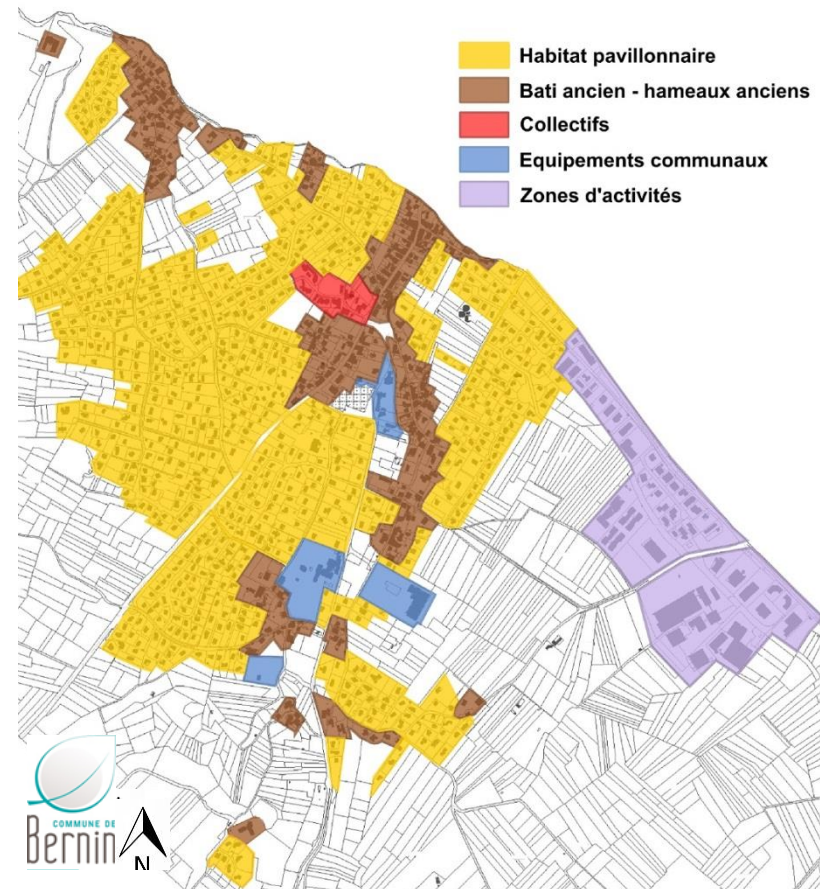 Habitat pavillonnaire
Bati ancien - hameaux anciens
Collectifs
Equipements communaux
Zones d'activités
COMMUNE DE
Bernin
N